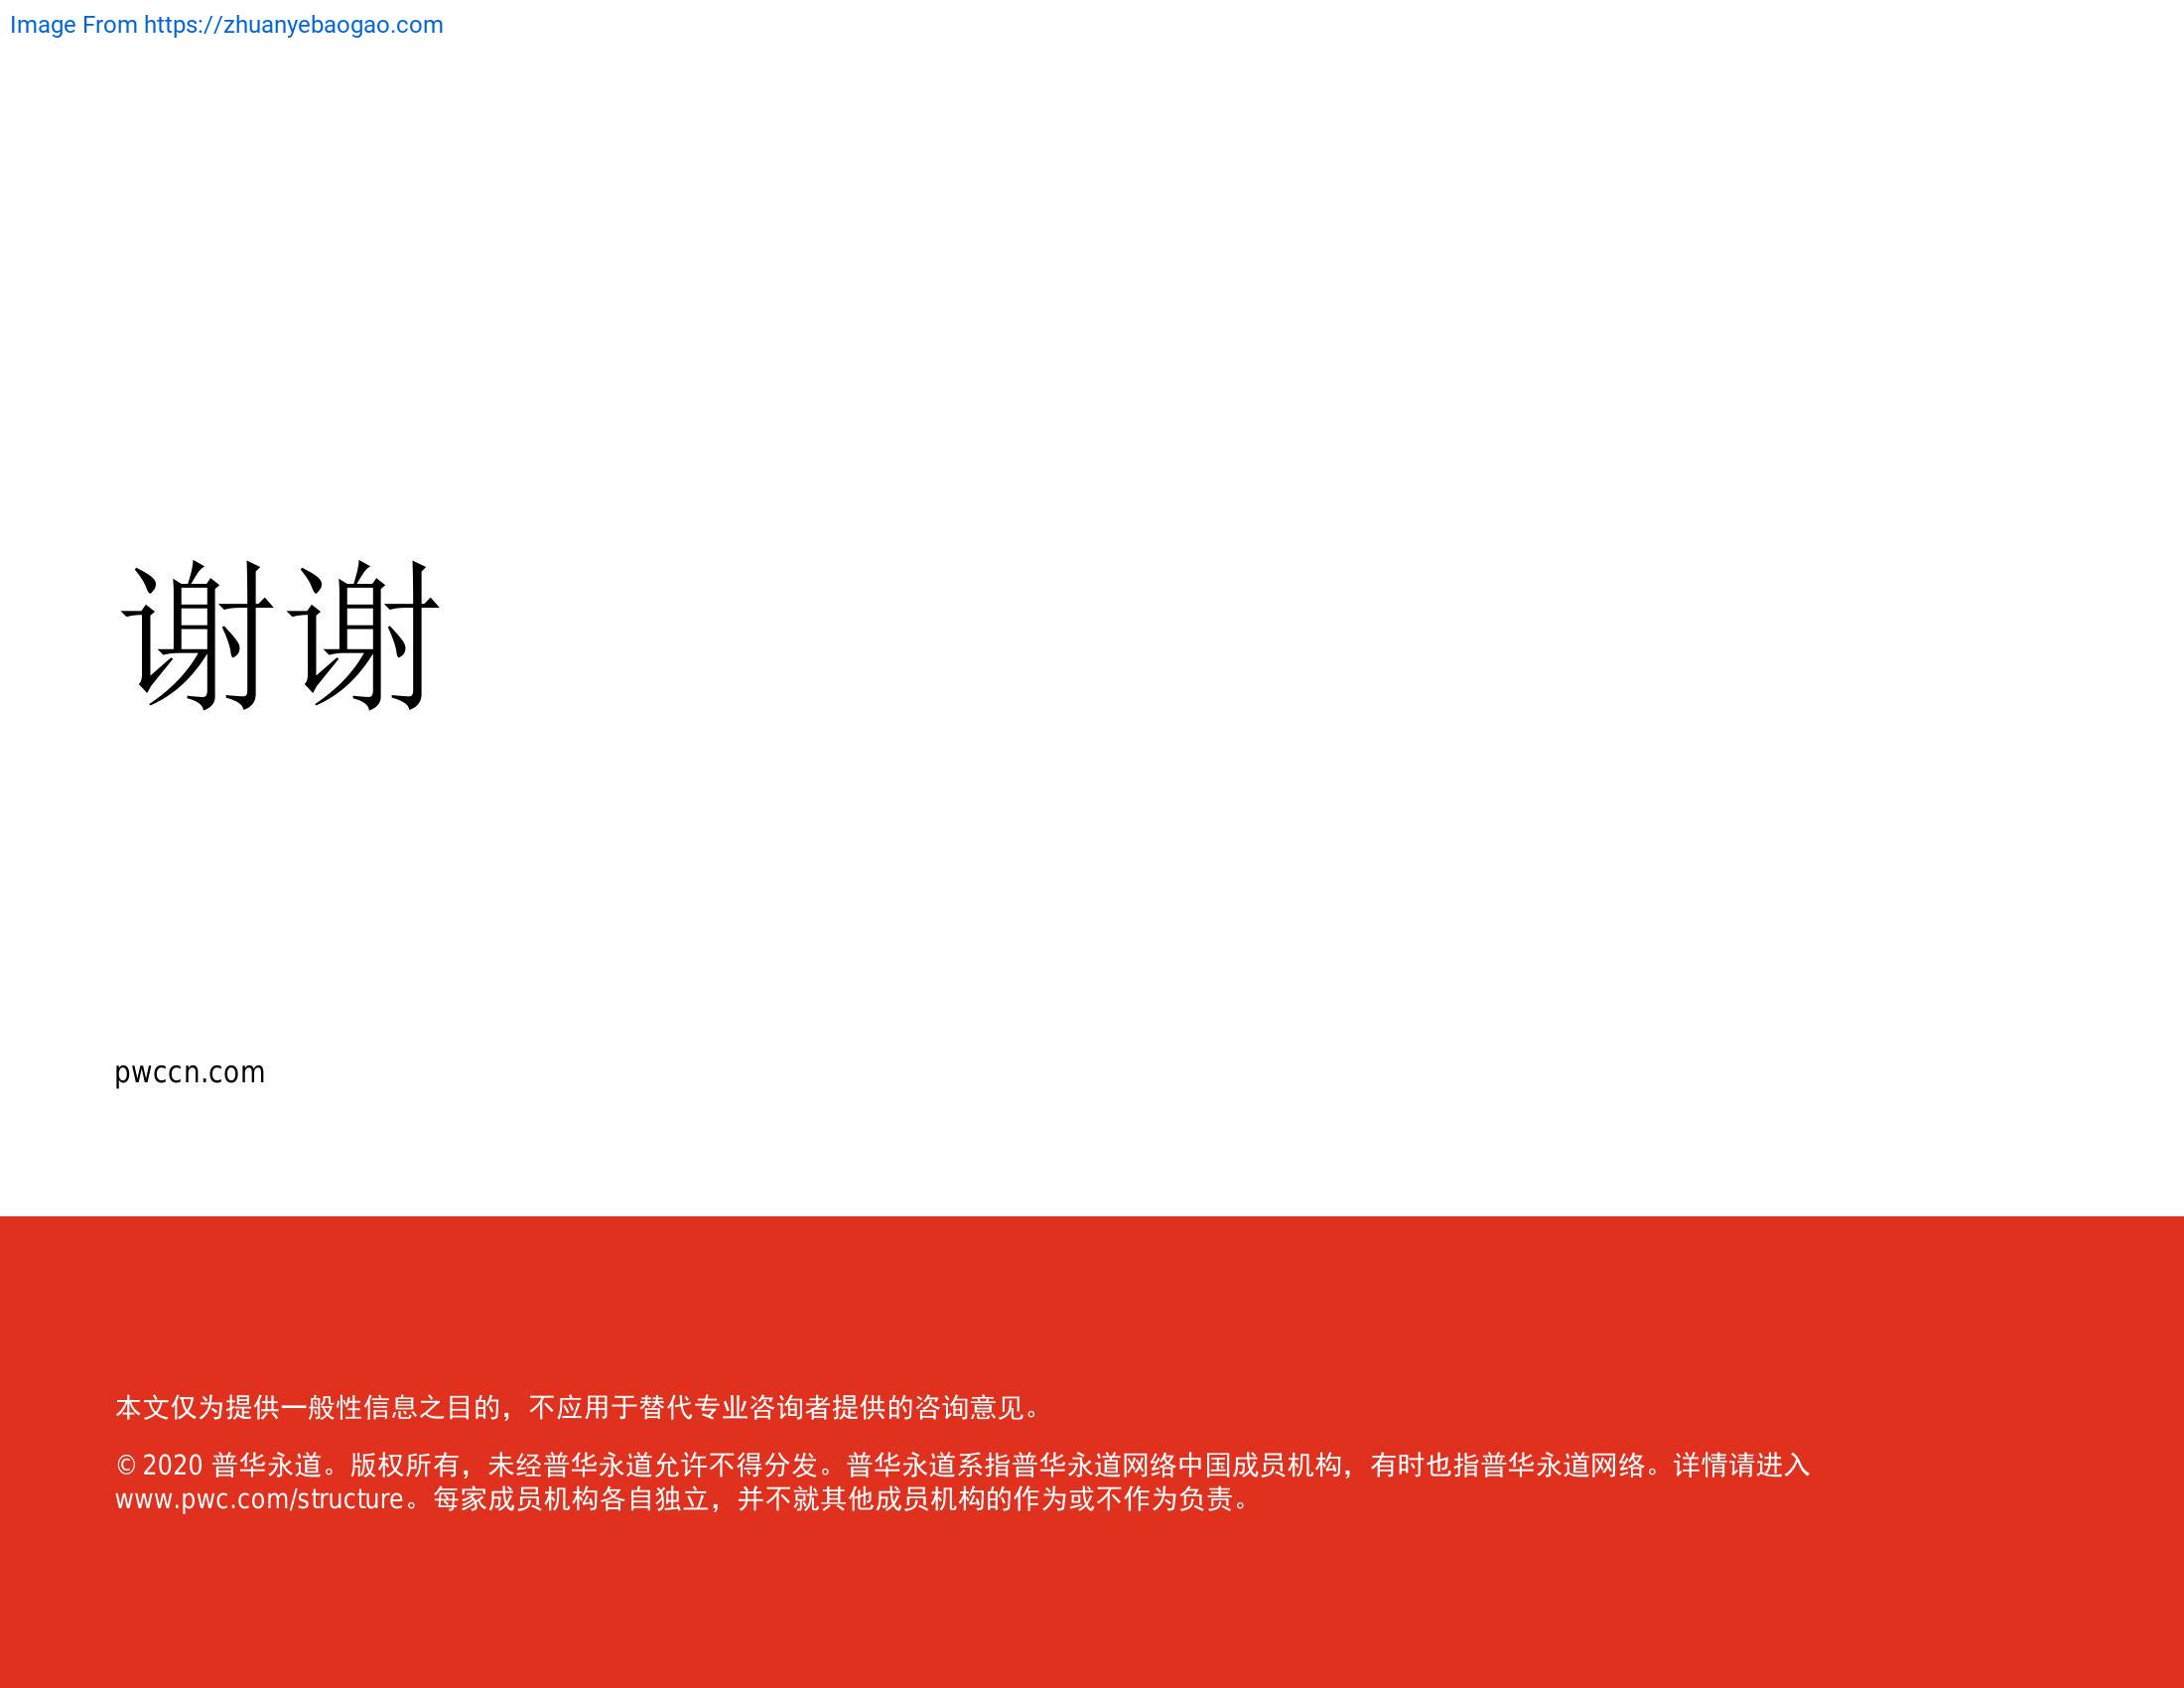 Image From https://zhuanyebaogao.com
谢谢
pwccn.com
本文仅为提供一般性信息之目的，不应用于替代专业咨询者提供的咨询意见。
© 2020 普华永道。版权所有，未经普华永道允许不得分发。普华永道系指普华永道网络中国成员机构，有时也指普华永道网络。详情请进入
www.pwc.com/structure。每家成员机构各自独立，并不就其他成员机构的作为或不作为负责。